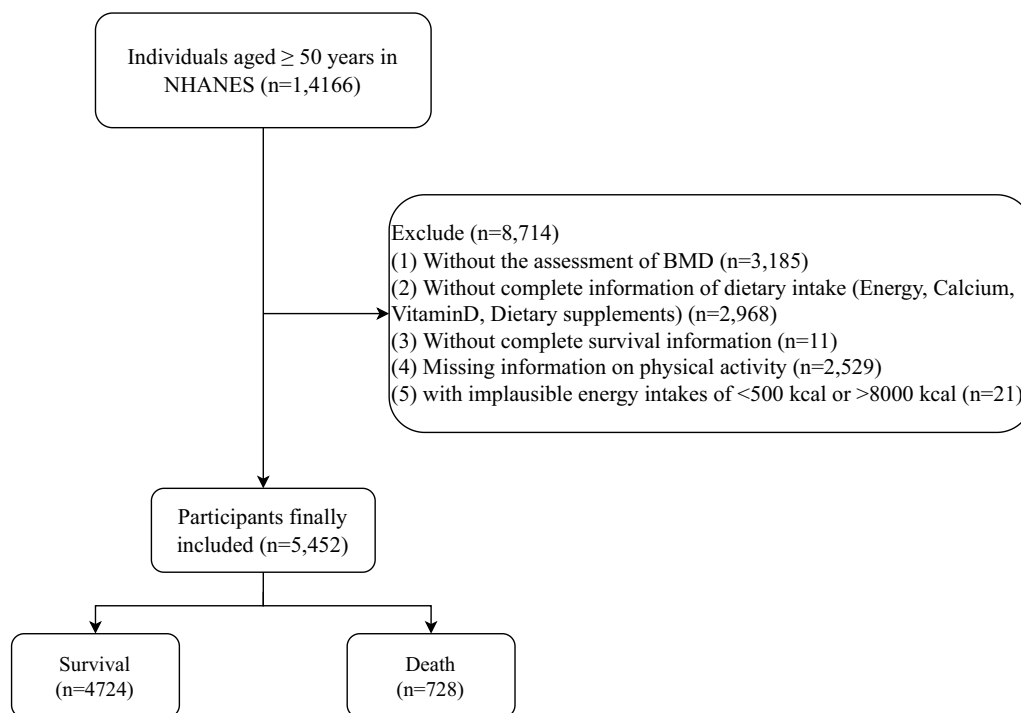 Individuals aged ≥ 50 years in
NHANES (n=1,4166)
Exclude (n=8,714)
(1) Without the assessment of BMD (n=3,185)
(2) Without complete information of dietary intake (Energy, Calcium,
VitaminD, Dietary supplements) (n=2,968)
(3) Without complete survival information (n=11)
(4) Missing information on physical activity (n=2,529)
(5) with implausible energy intakes of <500 kcal or >8000 kcal (n=21)
Participants finally
included (n=5,452)
Survival
(n=4724)
Death
(n=728)